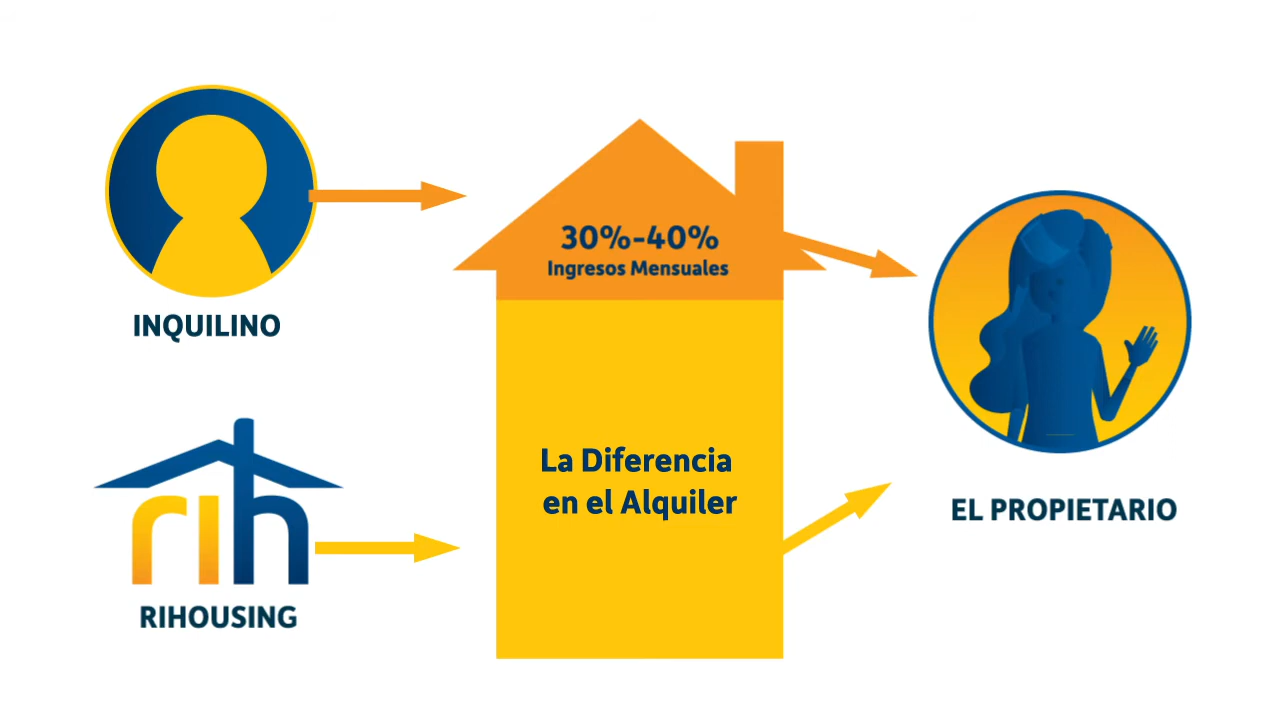 INQUILINO
rih
RIHOUSING
30%-40%
Ingresos Mensuales
La Diferencia
en el Alquiler
EL PROPIETARIO